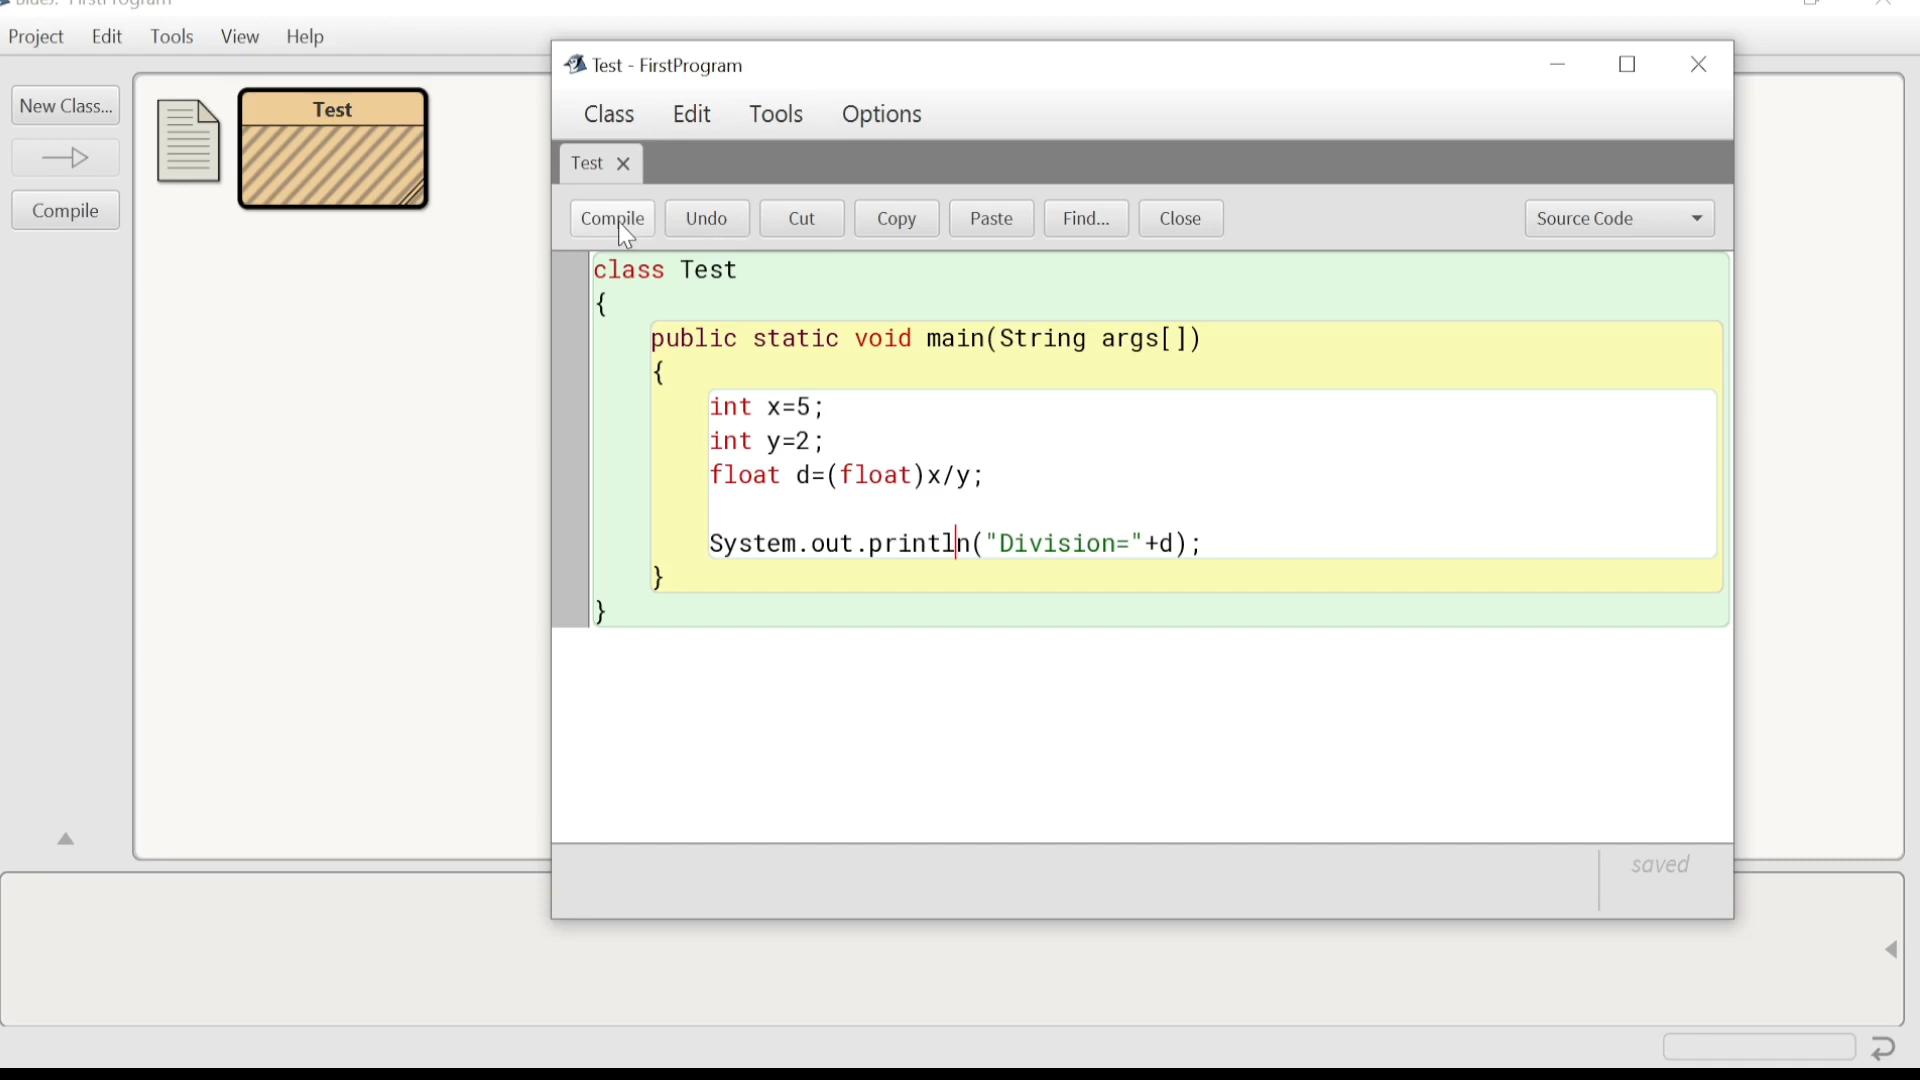 Project Edit Tools View Help
Test - FirstProgram
New Class...
Test
Class Edit Tools Options
Test
Compile
Compile Undo Cut Copy Paste Find... Close Source Code
class Test
{
public static void main(String args[])
{
int x=5;
int y=2;
float d=(float)x/y;
System.out.println("Division="+d);
}
}
saved